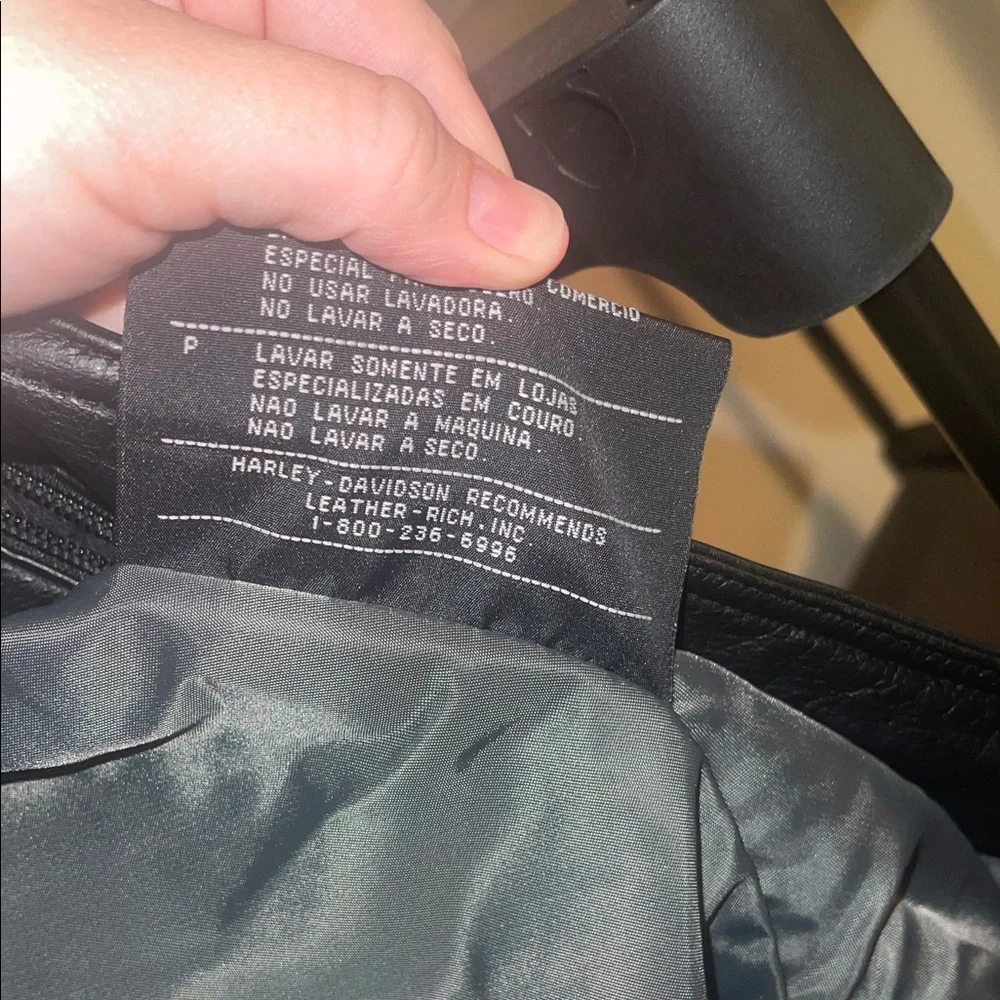 ESPECIAL
COMERCIO
NO USAR LAVADORA.
NO LAVAR A SECO.
P LAVAR SOMENTE EM LOJAS
ESPECIALIZADAS EM COURO.
NAO LAVAR A MAQUINA.
NAO LAVAR A SECO.
HARLEY-DAVIDSON RECOMMENDS
LEATHER-RICH, INC.
1-800-236-6996